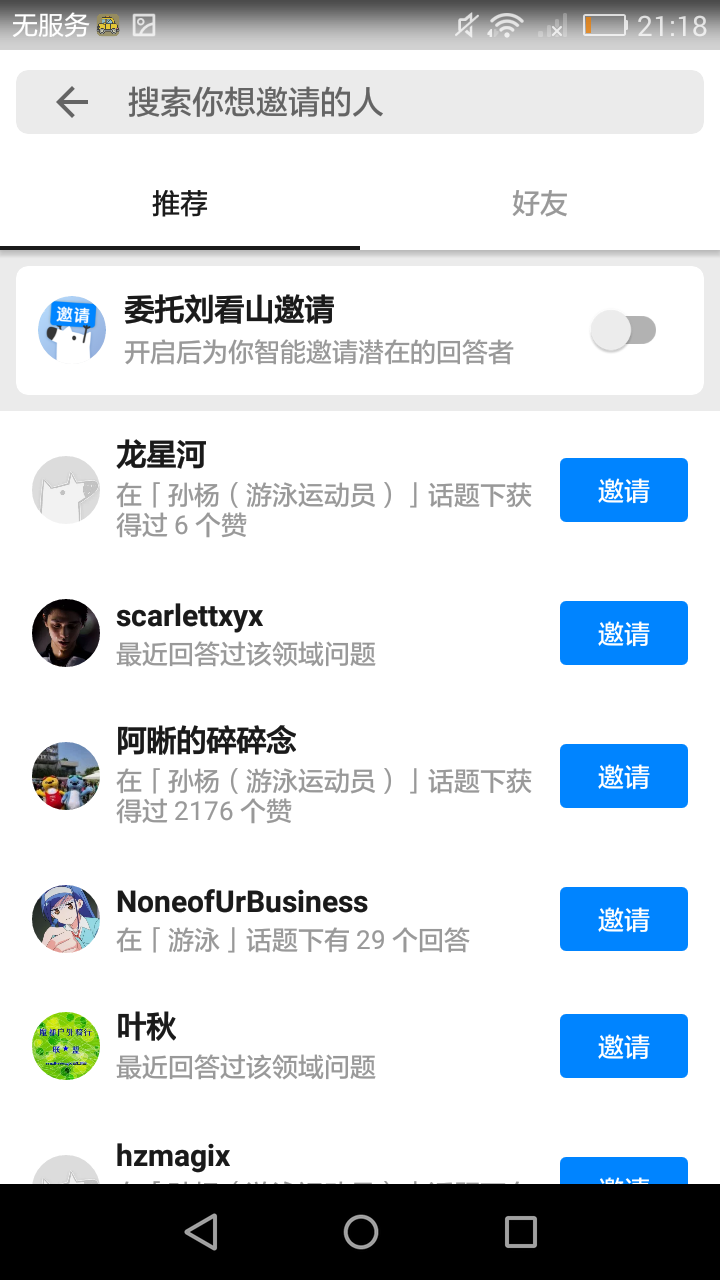 无服务 21:18
搜索你想邀请的人
推荐 好友
邀请
委托刘看山邀请
开启后为你智能邀请潜在的回答者
龙星河
在「孙杨（游泳运动员）」话题下获
得过 6 个赞
邀请
scarlettxyx
最近回答过该领域问题
邀请
阿晰的碎碎念
在「孙杨（游泳运动员）」话题下获
得过 2176 个赞
邀请
NoneofUrBusiness
在「游泳」话题下有 29 个回答
邀请
叶秋
最近回答过该领域问题
邀请
hzmagix